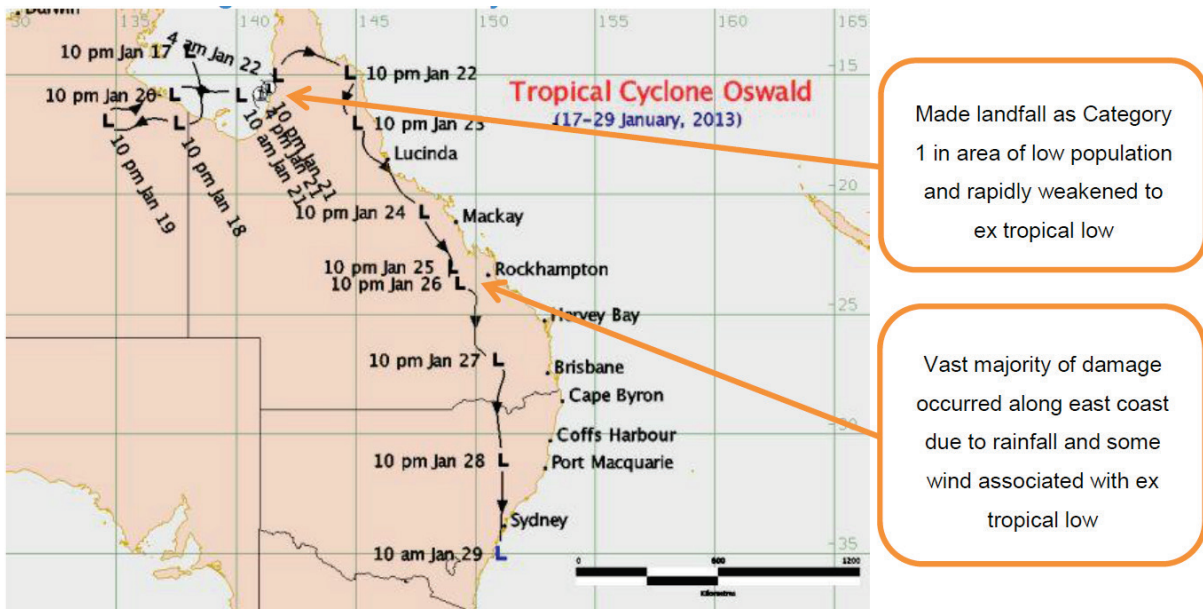 Darwin
130
135
140
145
150
155
160
165
10 pm Jan 17
4 am Jan 22
10 pm Jan 22
-15
Tropical Cyclone Oswald
(17-29 January, 2013)
10 pm Jan 20
10 pm Jan 23
10 pm Jan 21
4 pm Jan 21
10 am Jan 21
10 pm Jan 19
10 pm Jan 18
Lucinda
-20
10 pm Jan 24
Mackay
10 pm Jan 25
Rockhampton
10 pm Jan 26
-25
Hervey Bay
10 pm Jan 27
Brisbane
Cape Byron
-30
Coffs Harbour
10 pm Jan 28
Port Macquarie
Sydney
10 am Jan 29
-35
0
600
1200
Kilometres
Made landfall as Category
1 in area of low population
and rapidly weakened to
ex tropical low
Vast majority of damage
occurred along east coast
due to rainfall and some
wind associated with ex
tropical low